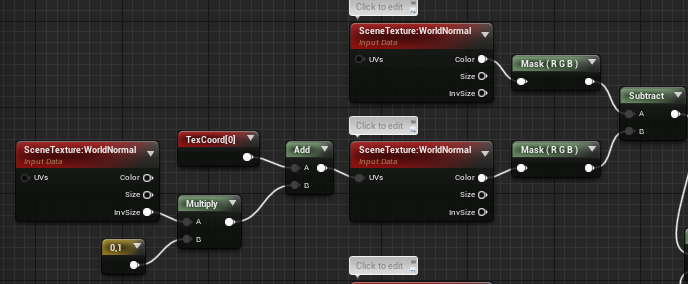 Click to edit
SceneTexture:WorldNormal
Input Data
UVs Color
Size
InvSize
Mask ( R G B )
Subtract
A
B
Click to edit
TexCoord[0]
SceneTexture:WorldNormal
Input Data
UVs Color
Size
InvSize
Add
A
B
SceneTexture:WorldNormal
Input Data
UVs Color
Size
InvSize
Mask ( R G B )
Multiply
A
B
0,1
Click to edit